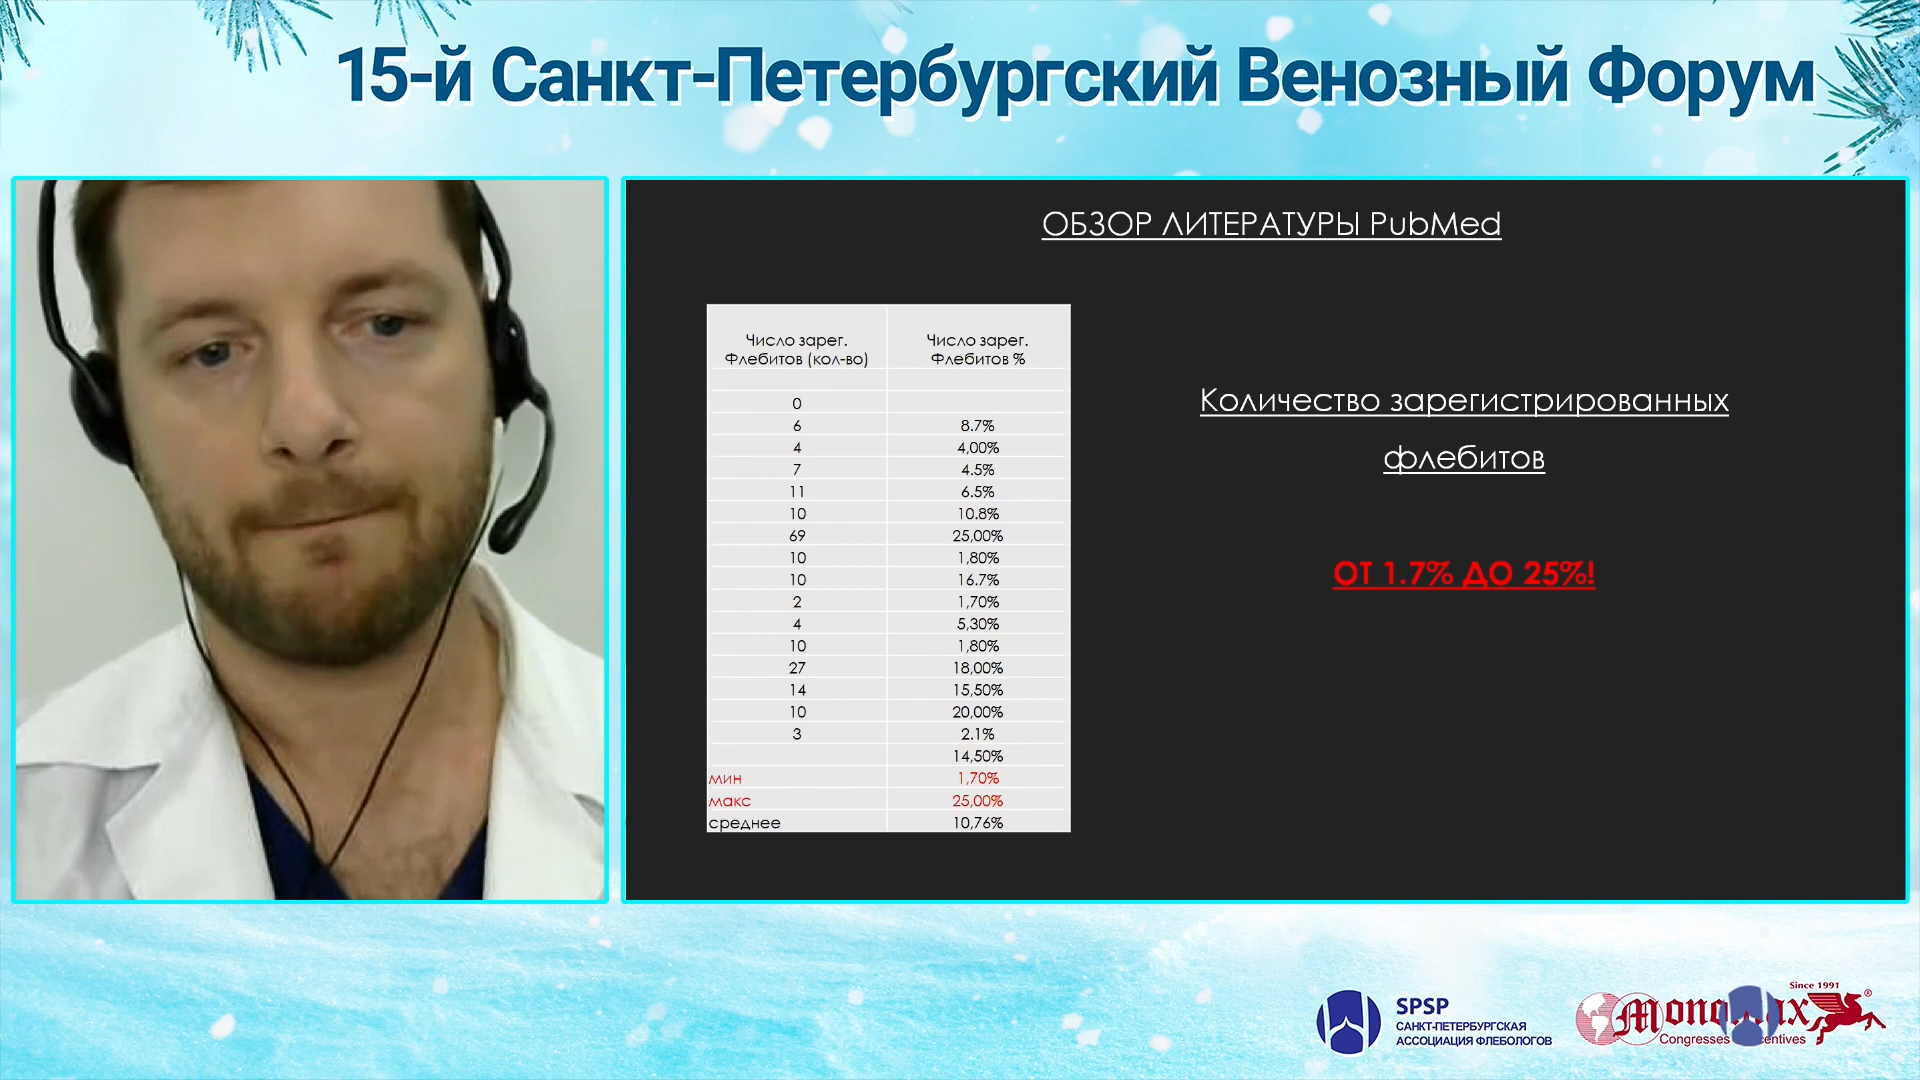 15-й Санкт-Петербургский Венозный Форум
ОБЗОР ЛИТЕРАТУРЫ PubMed
Число зарег. Флебитов (кол-во) Число зарег. Флебитов %
0
6 8.7%
4 4,00%
7 4.5%
11 6.5%
10 10.8%
69 25,00%
10 1,80%
10 16.7%
2 1,70%
4 5,30%
10 1,80%
27 18,00%
14 15,50%
10 20,00%
3 2.1%
14,50%
мин 1,70%
макс 25,00%
среднее 10,76%
Количество зарегистрированных
флебитов
ОТ 1.7% ДО 25%!
SPSP
САНКТ-ПЕТЕРБУРГСКАЯ
АССОЦИАЦИЯ ФЛЕБОЛОГОВ
Since 1991
Congresses